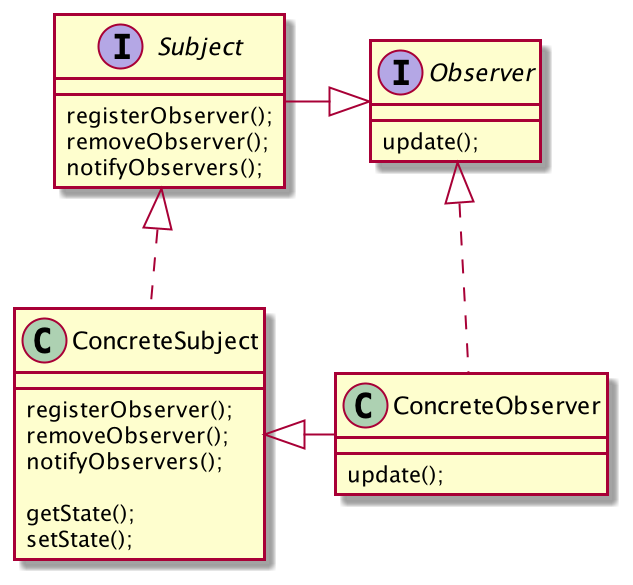 I Subject
registerObserver();
removeObserver();
notifyObservers();
I Observer
update();
C ConcreteSubject
registerObserver();
removeObserver();
notifyObservers();
getState();
setState();
C ConcreteObserver
update();